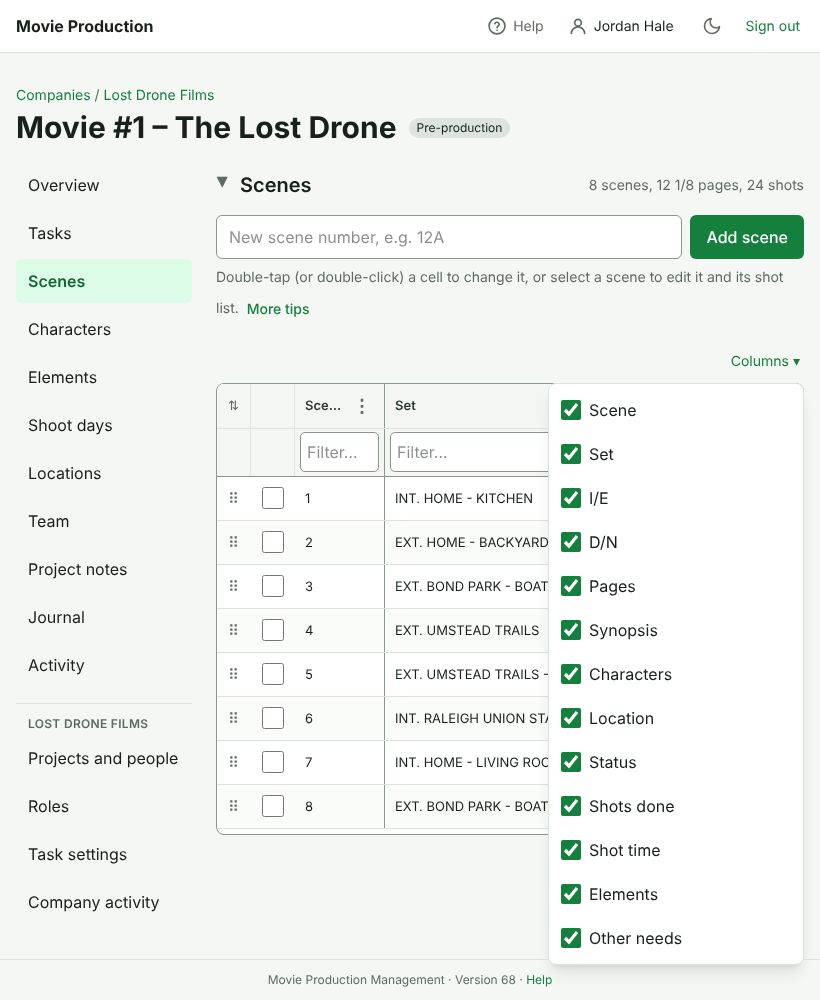 Movie Production
Help
Jordan Hale
Sign out
Companies / Lost Drone Films
Movie #1 – The Lost Drone
Pre-production
Overview
Tasks
Scenes
Characters
Elements
Shoot days
Locations
Team
Project notes
Journal
Activity
LOST DRONE FILMS
Projects and people
Roles
Task settings
Company activity
▼ Scenes
8 scenes, 12 1/8 pages, 24 shots
New scene number, e.g. 12A
Add scene
Double-tap (or double-click) a cell to change it, or select a scene to edit it and its shot
list. More tips
Columns ▾
Sce... Set
Filter... Filter...
1 INT. HOME - KITCHEN
2 EXT. HOME - BACKYARD
3 EXT. BOND PARK - BOAT
4 EXT. UMSTEAD TRAILS
5 EXT. UMSTEAD TRAILS -
6 INT. RALEIGH UNION STA
7 INT. HOME - LIVING ROO
8 EXT. BOND PARK - BOAT
Scene
Set
I/E
D/N
Pages
Synopsis
Characters
Location
Status
Shots done
Shot time
Elements
Other needs
Movie Production Management · Version 68 · Help